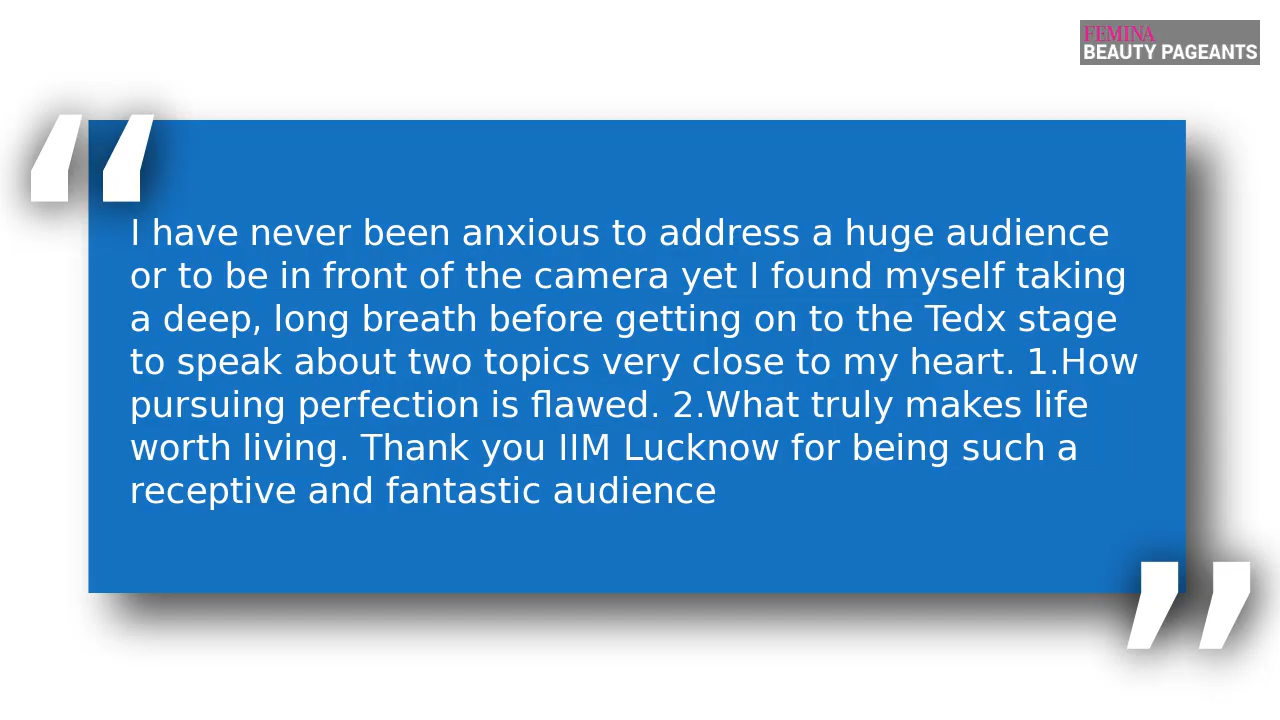 FEMINA
BEAUTY PAGEANTS
“
I have never been anxious to address a huge audience
or to be in front of the camera yet I found myself taking
a deep, long breath before getting on to the Tedx stage
to speak about two topics very close to my heart. 1.How
pursuing perfection is flawed. 2.What truly makes life
worth living. Thank you IIM Lucknow for being such a
receptive and fantastic audience
”